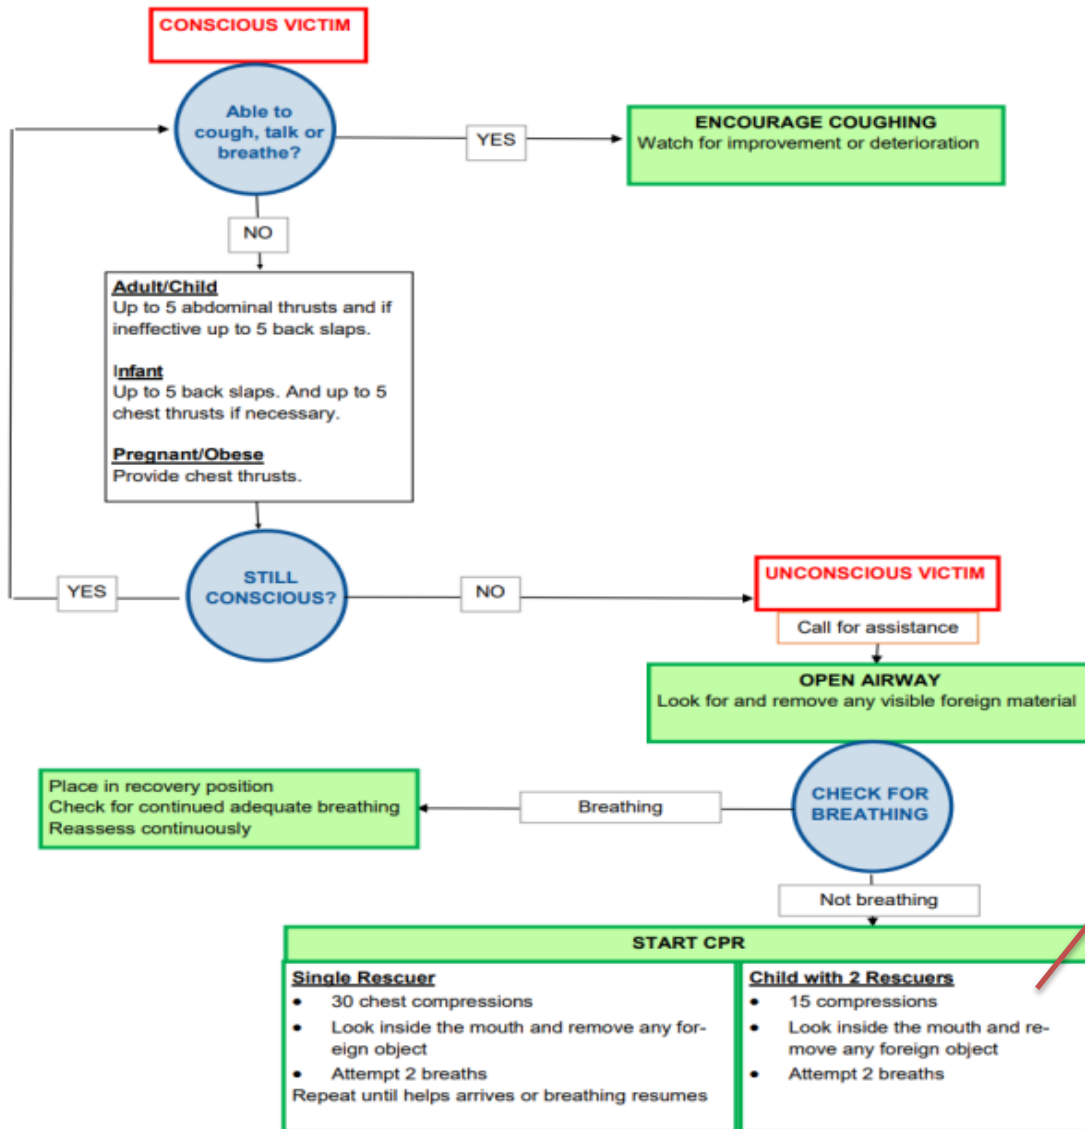 CONSCIOUS VICTIM
Able to
cough, talk or
breathe?
YES
ENCOURAGE COUGHING
Watch for improvement or deterioration
NO
Adult/Child
Up to 5 abdominal thrusts and if
ineffective up to 5 back slaps.
Infant
Up to 5 back slaps. And up to 5
chest thrusts if necessary.
Pregnant/Obese
Provide chest thrusts.
STILL
CONSCIOUS?
YES
NO
UNCONSCIOUS VICTIM
Call for assistance
OPEN AIRWAY
Look for and remove any visible foreign material
CHECK FOR
BREATHING
Breathing
Place in recovery position
Check for continued adequate breathing
Reassess continuously
Not breathing
START CPR
Single Rescuer
• 30 chest compressions
• Look inside the mouth and remove any for-
eign object
• Attempt 2 breaths
Repeat until helps arrives or breathing resumes
Child with 2 Rescuers
• 15 compressions
• Look inside the mouth and re-
move any foreign object
• Attempt 2 breaths